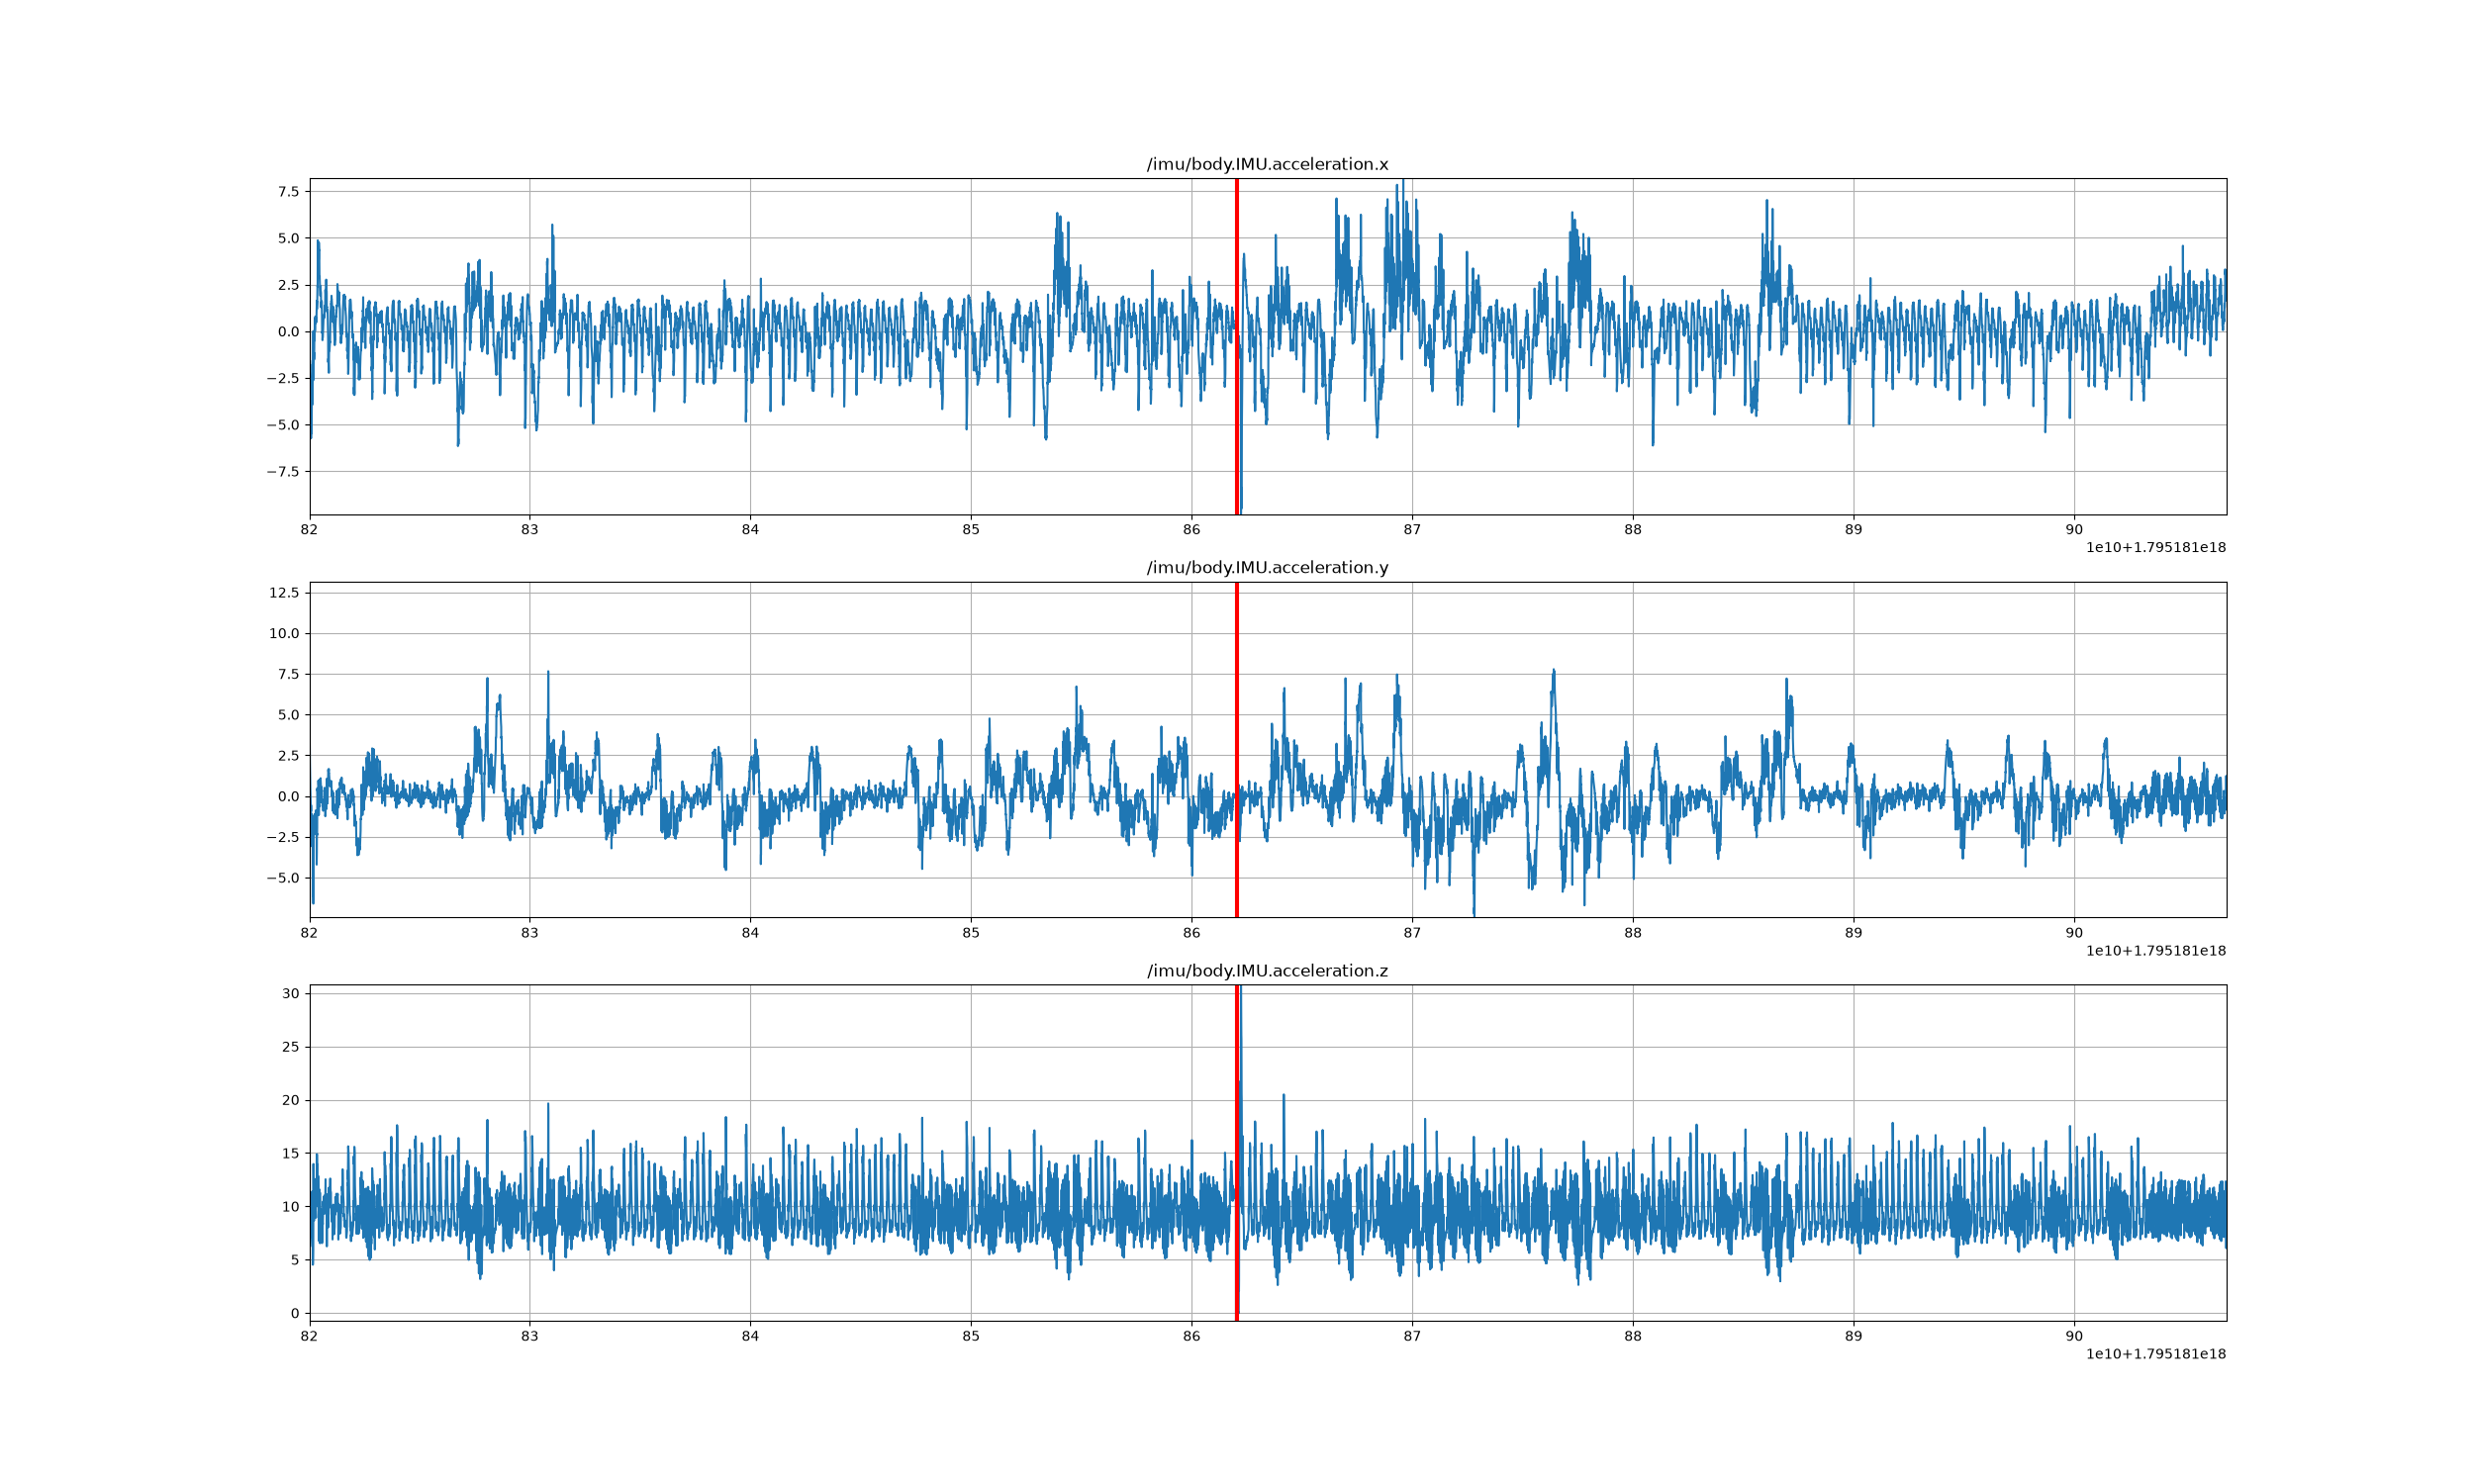 /imu/body.IMU.acceleration.x
7.5
5.0
2.5
0.0
−2.5
−5.0
−7.5
82 83 84 85 86 87 88 89 90
1e10+1.795181e18
/imu/body.IMU.acceleration.y
12.5
10.0
7.5
5.0
2.5
0.0
−2.5
−5.0
82 83 84 85 86 87 88 89 90
1e10+1.795181e18
/imu/body.IMU.acceleration.z
30
25
20
15
10
5
0
82 83 84 85 86 87 88 89 90
1e10+1.795181e18